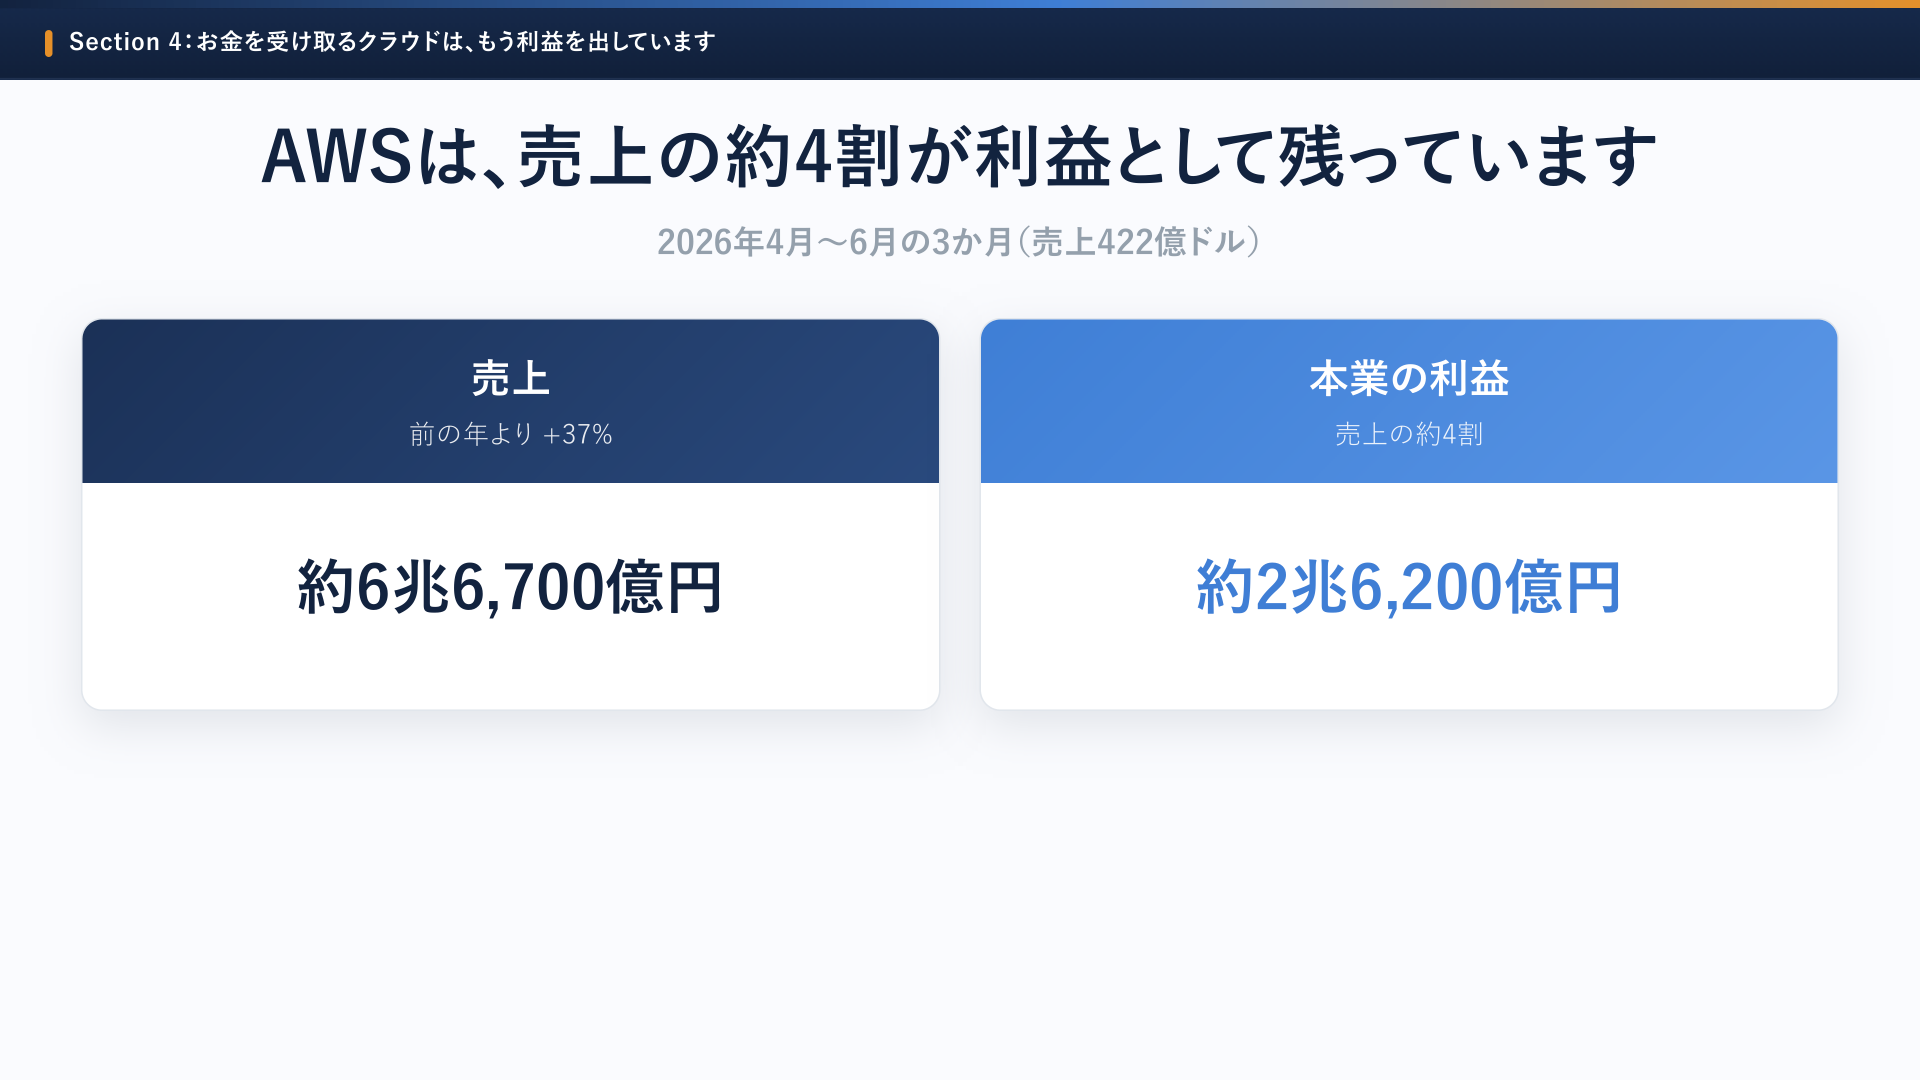 Section 4：お金を受け取るクラウドは、もう利益を出しています
AWSは、売上の約4割が利益として残っています
2026年4月〜6月の3か月（売上422億ドル）
売上
前の年より +37%
約6兆6,700億円
本業の利益
売上の約4割
約2兆6,200億円